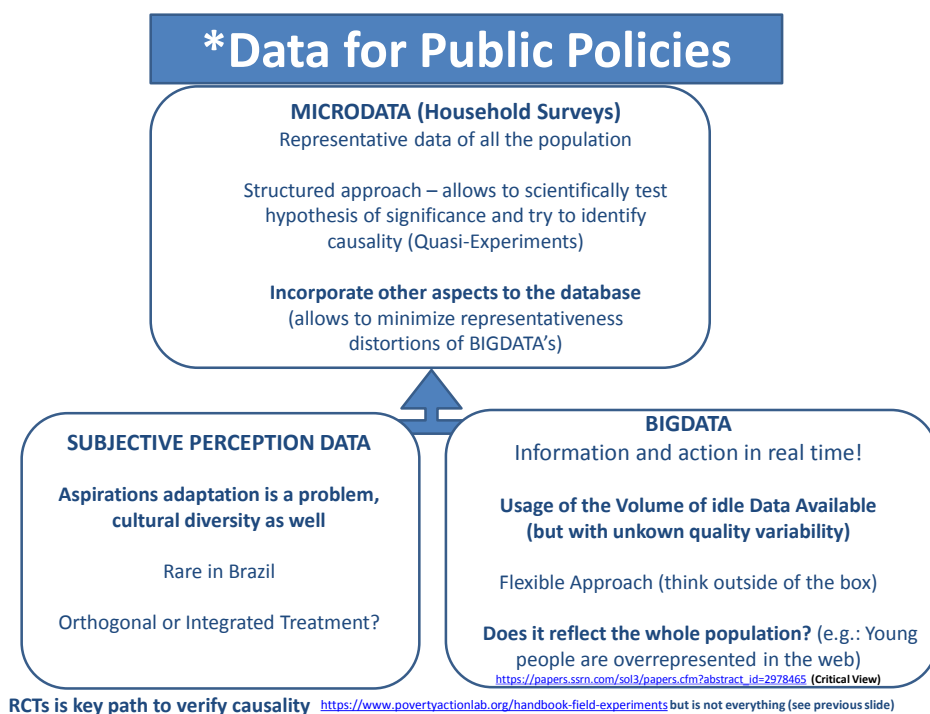 *Data for Public Policies
MICRODATA (Household Surveys)
Representative data of all the population
Structured approach – allows to scientifically test
hypothesis of significance and try to identify
causality (Quasi-Experiments)
Incorporate other aspects to the database
(allows to minimize representativeness
distortions of BIGDATA's)
SUBJECTIVE PERCEPTION DATA
Aspirations adaptation is a problem,
cultural diversity as well
Rare in Brazil
Orthogonal or Integrated Treatment?
BIGDATA
Information and action in real time!
Usage of the Volume of idle Data Available
(but with unkown quality variability)
Flexible Approach (think outside of the box)
Does it reflect the whole population? (e.g.: Young
people are overrepresented in the web)
https://papers.ssrn.com/sol3/papers.cfm?abstract_id=2978465 (Critical View)
RCTs is key path to verify causality https://www.povertyactionlab.org/handbook-field-experiments but is not everything (see previous slide)